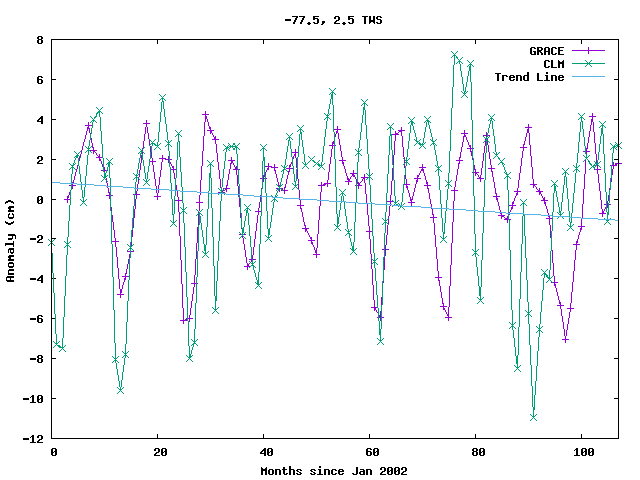 -77.5, 2.5 TWS
GRACE
CLM
Trend Line
8
6
4
2
0
-2
-4
-6
-8
-10
-12
Anomaly (cm)
0 20 40 60 80 100
Months since Jan 2002